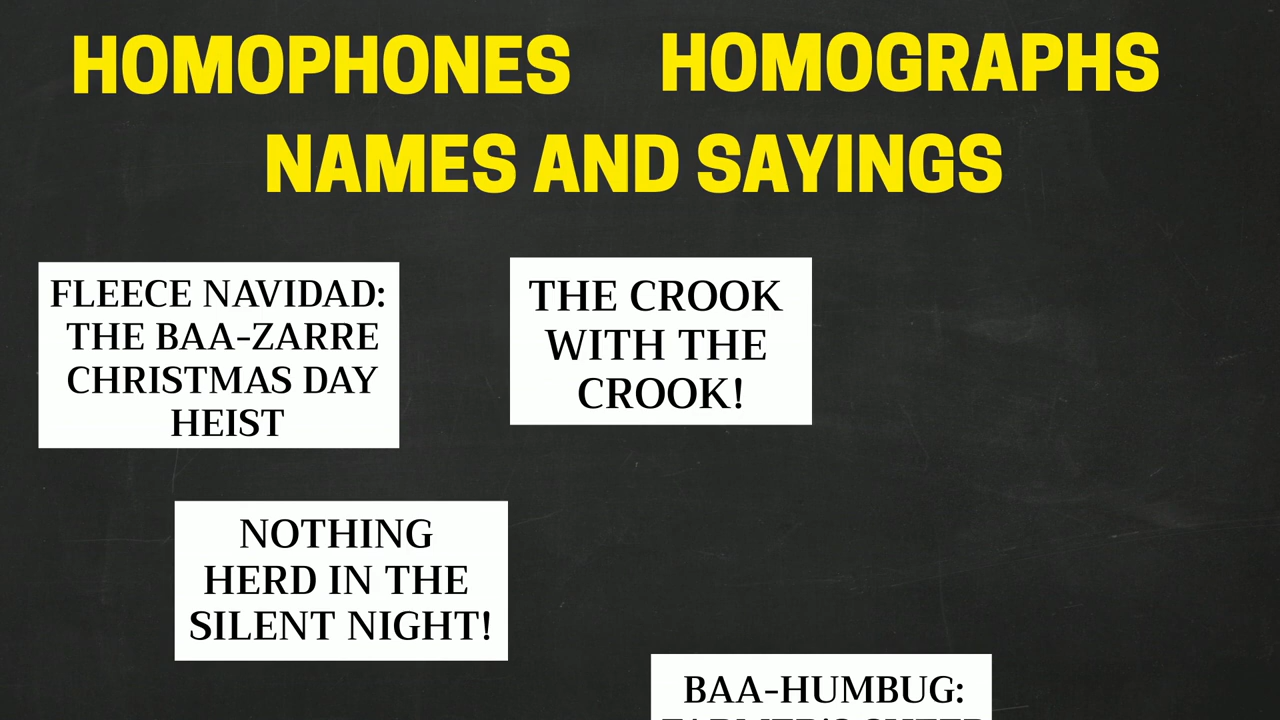 HOMOPHONES HOMOGRAPHS
NAMES AND SAYINGS
FLEECE NAVIDAD:
THE BAA-ZARRE
CHRISTMAS DAY
HEIST
THE CROOK
WITH THE
CROOK!
NOTHING
HERD IN THE
SILENT NIGHT!
BAA-HUMBUG: